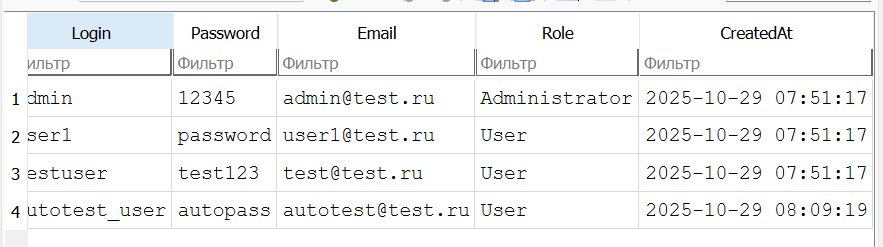 Login Password Email Role CreatedAt
ильтр Фильтр Фильтр Фильтр Фильтр
1 dmin 12345 admin@test.ru Administrator 2025-10-29 07:51:17
2 ser1 password user1@test.ru User 2025-10-29 07:51:17
3 estuser test123 test@test.ru User 2025-10-29 07:51:17
4 utotest_user autopass autotest@test.ru User 2025-10-29 08:09:19